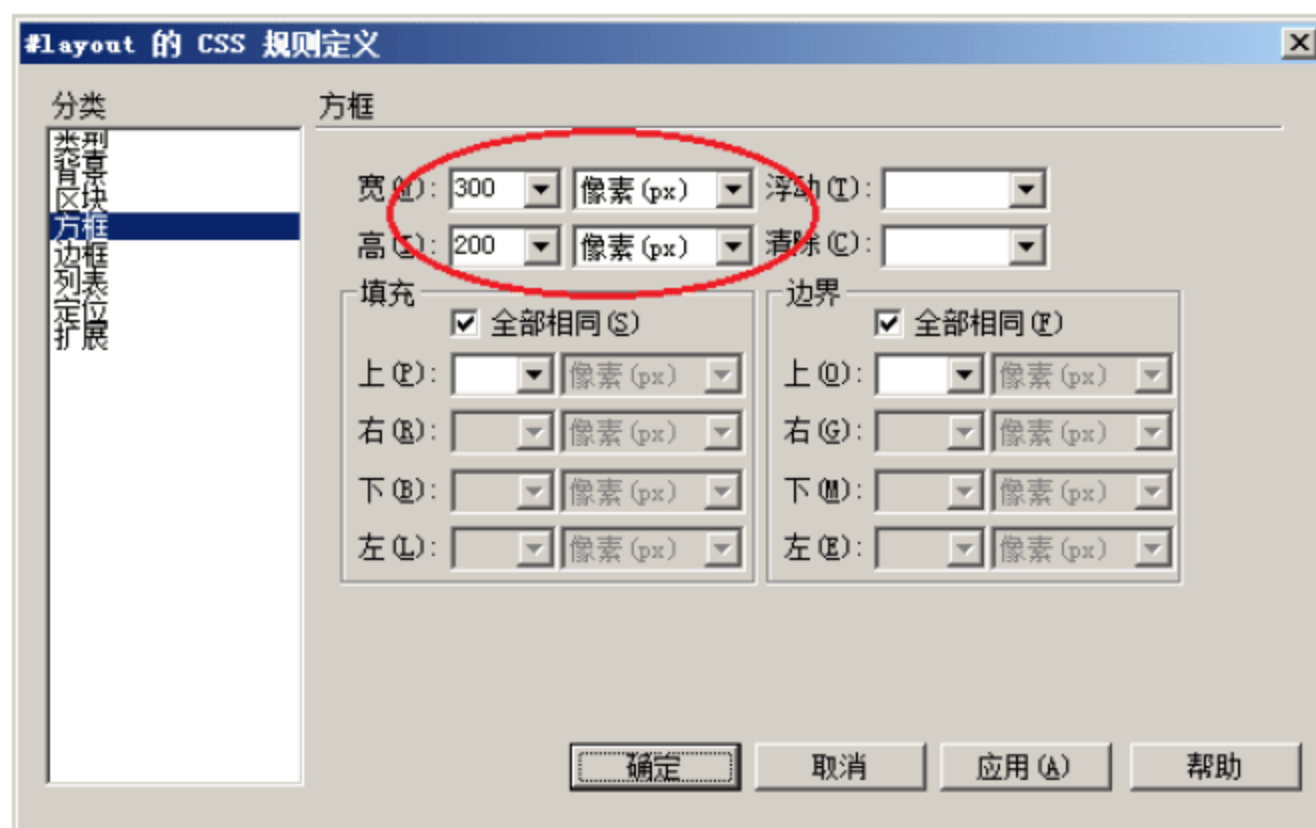 #layout 的 CSS 规则定义
分类
方框
类型
背景
区块
方框
边框
列表
定位
扩展
宽(W): 300 像素(px) 浮动(T):
高(I): 200 像素(px) 清除(C):
填充 边界
全部相同(S) 全部相同(F)
上(P): 像素(px) 上(O): 像素(px)
右(R): 像素(px) 右(G): 像素(px)
下(B): 像素(px) 下(M): 像素(px)
左(L): 像素(px) 左(E): 像素(px)
确定 取消 应用(A) 帮助